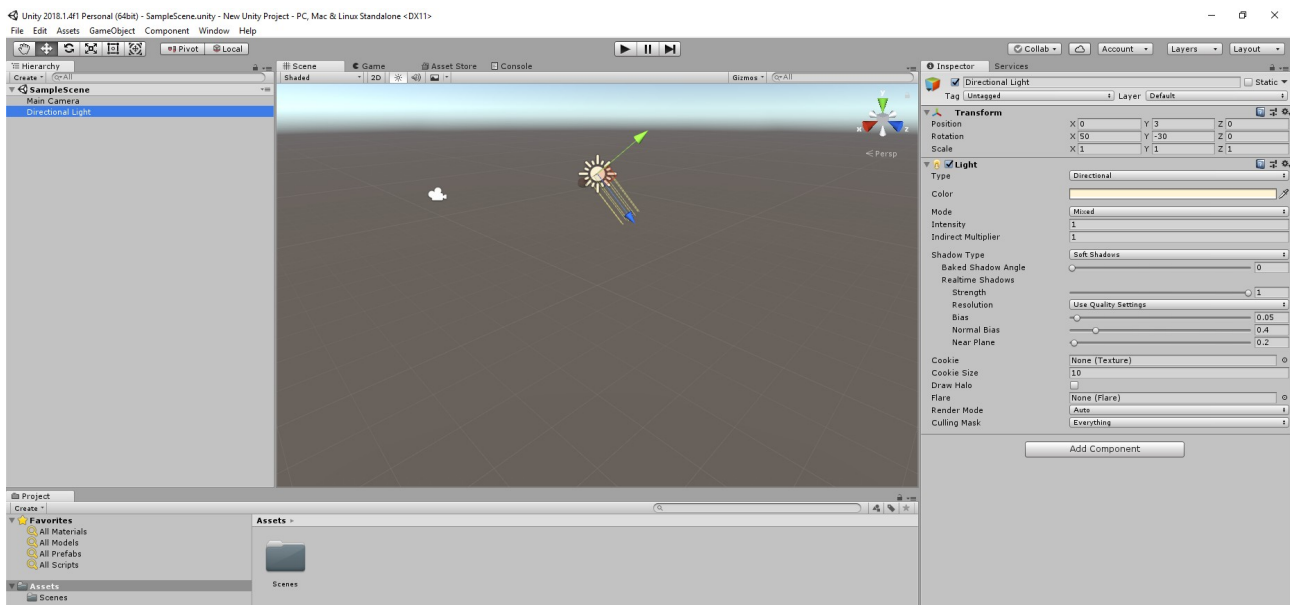 Unity 2018.1.4f1 Personal (64bit) - SampleScene.unity - New Unity Project - PC, Mac & Linux Standalone <DX11>
File Edit Assets GameObject Component Window Help
Pivot Local Collab Account Layers Layout
Hierarchy
Create All
SampleScene
Main Camera
Directional Light
Scene Game Asset Store Console
Shaded 2D Gizmos All
y
x z
Persp
Inspector Services
Directional Light Static
Tag Untagged Layer Default
Transform
Position X 0 Y 3 Z 0
Rotation X 50 Y -30 Z 0
Scale X 1 Y 1 Z 1
Light
Type Directional
Color
Mode Mixed
Intensity 1
Indirect Multiplier 1
Shadow Type Soft Shadows
Baked Shadow Angle 0
Realtime Shadows
Strength 1
Resolution Use Quality Settings
Bias 0.05
Normal Bias 0.4
Near Plane 0.2
Cookie None (Texture)
Cookie Size 10
Draw Halo
Flare None (Flare)
Render Mode Auto
Culling Mask Everything
Add Component
Project
Create
Favorites
All Materials
All Models
All Prefabs
All Scripts
Assets
Scenes
Assets
Scenes